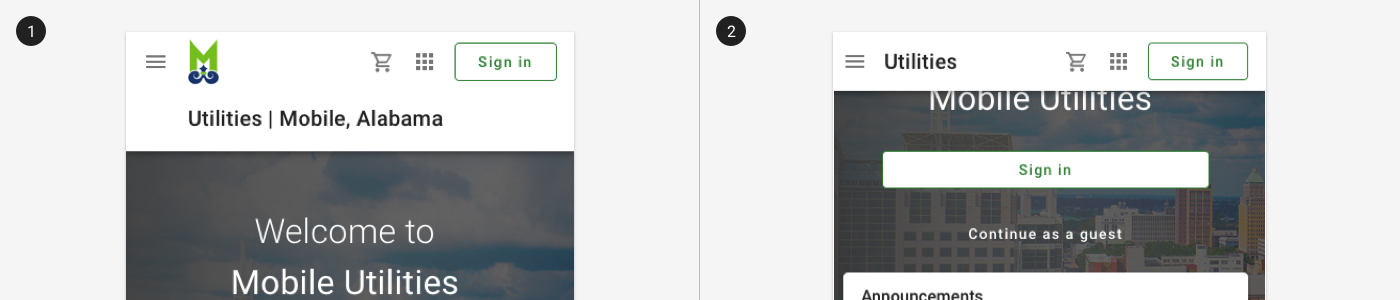 1
Sign in
Utilities | Mobile, Alabama
Welcome to
Mobile Utilities
2
Utilities
Sign in
Mobile Utilities
Sign in
Continue as a guest
Announcements